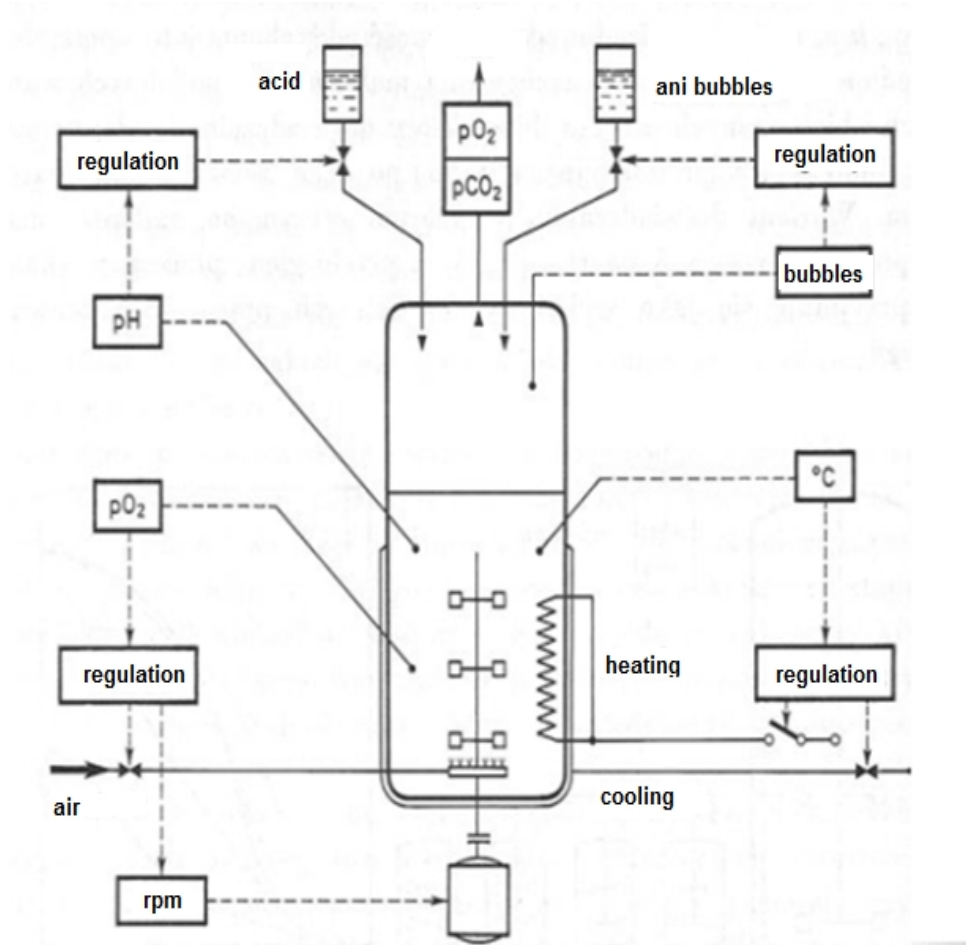 acid
ani bubbles
pO₂
pCO₂
regulation
regulation
bubbles
pH
°C
pO₂
regulation
heating
regulation
air
cooling
rpm